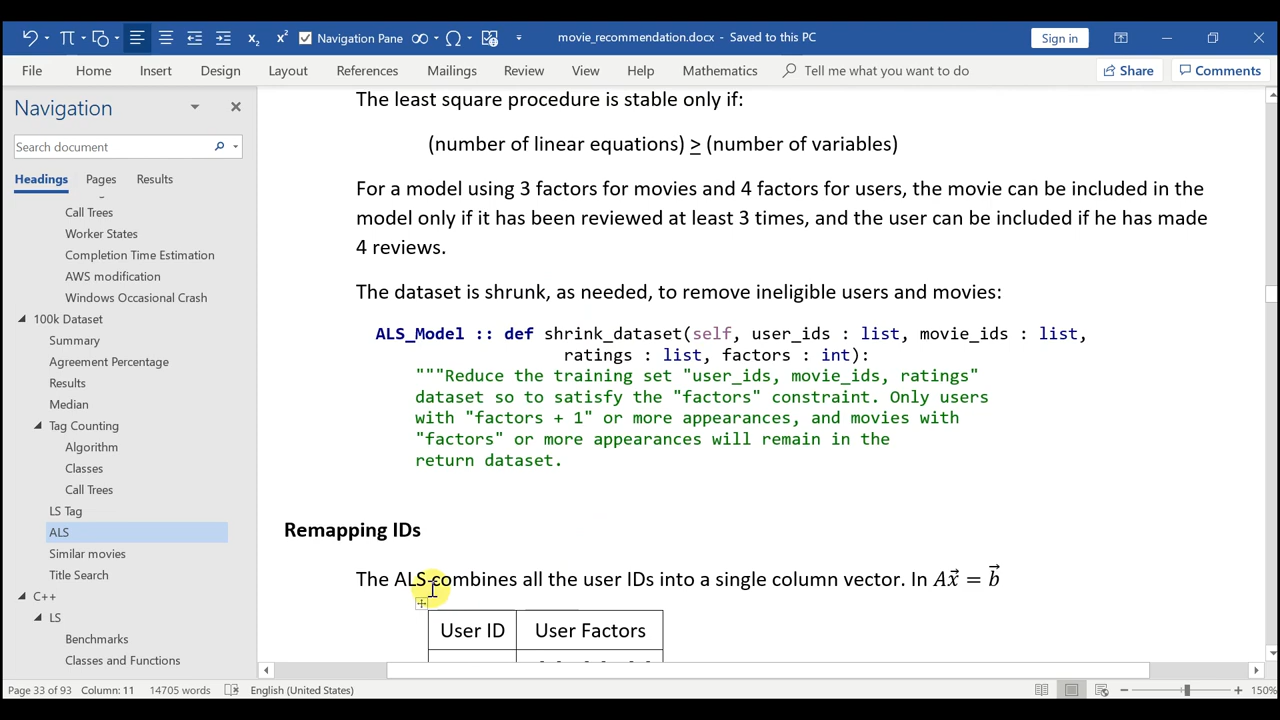 Navigation Pane
movie_recommendation.docx - Saved to this PC
Sign in
File Home Insert Design Layout References Mailings Review View Help Mathematics Tell me what you want to do Share Comments
Navigation
Search document
Headings Pages Results
Call Trees
Worker States
Completion Time Estimation
AWS modification
Windows Occasional Crash
100k Dataset
Summary
Agreement Percentage
Results
Median
Tag Counting
Algorithm
Classes
Call Trees
LS Tag
ALS
Similar movies
Title Search
C++
LS
Benchmarks
Classes and Functions
The least square procedure is stable only if:
(number of linear equations) ≥ (number of variables)
For a model using 3 factors for movies and 4 factors for users, the movie can be included in the
model only if it has been reviewed at least 3 times, and the user can be included if he has made
4 reviews.
The dataset is shrunk, as needed, to remove ineligible users and movies:
ALS_Model :: def shrink_dataset(self, user_ids : list, movie_ids : list,
ratings : list, factors : int):
"""Reduce the training set "user_ids, movie_ids, ratings"
dataset so to satisfy the "factors" constraint. Only users
with "factors + 1" or more appearances, and movies with
"factors" or more appearances will remain in the
return dataset.
Remapping IDs
The ALS combines all the user IDs into a single column vector. In A\vec{x} = \vec{b}
User ID User Factors
Page 33 of 93 Column: 11 14705 words English (United States) 150%